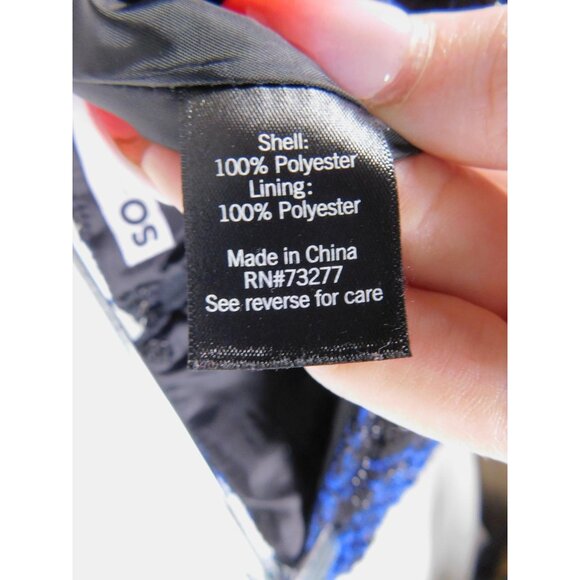 Shell:
100% Polyester
Lining:
100% Polyester
Made in China
RN#73277
See reverse for care